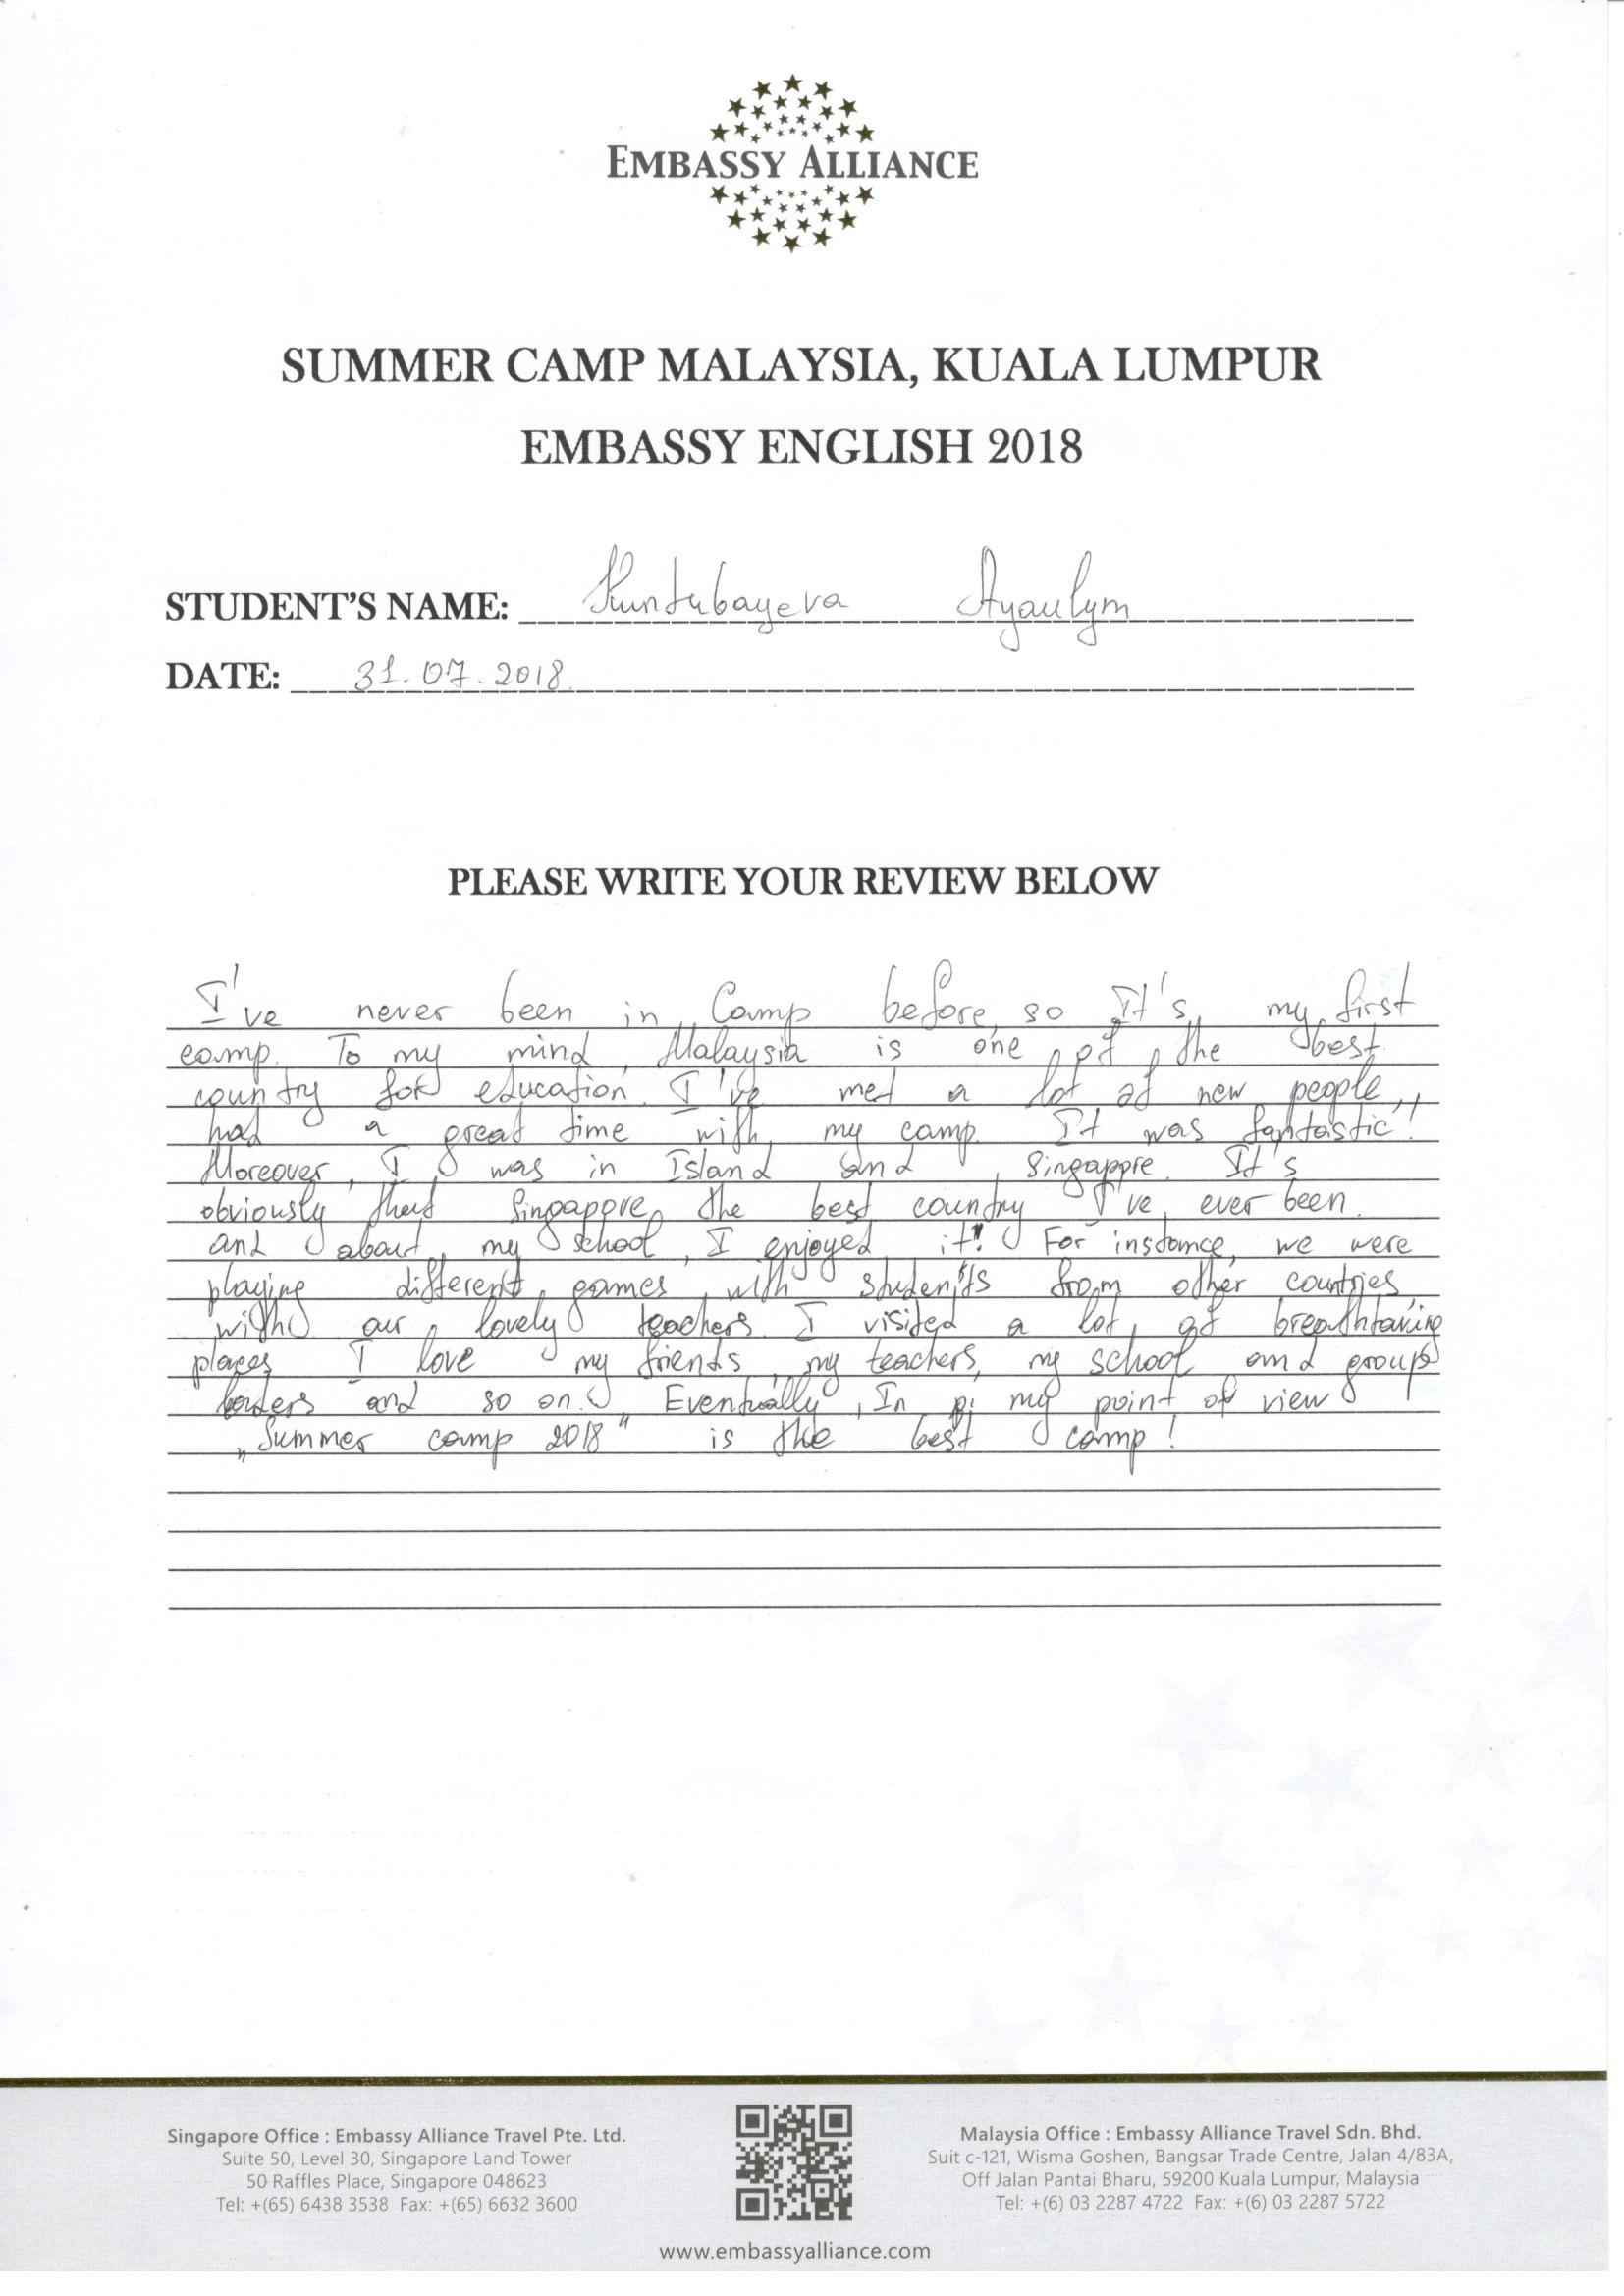 EMBASSY ALLIANCE
SUMMER CAMP MALAYSIA, KUALA LUMPUR
EMBASSY ENGLISH 2018
STUDENT'S NAME: Ayaulym
DATE: 31.07.2018
PLEASE WRITE YOUR REVIEW BELOW
I've never been in Camp before, so It's my first
camp. To my mind, Malaysia is one of the best
country for education. I've met a lot of new people,
had a great time with my camp. It was fantastic!
Moreover, I was in Island and Singapore. It's
obviously that Singapore the best country I've ever been.
and about my school, I enjoyed it! For instance, we were
playing different games with students from other countries,
with our lovely teachers. I visited a lot of breathtaking
places I love my friends, my teachers, my school and group
leaders and so on. Eventually, In my point of view
„Summer camp 2018" is the best camp!
Singapore Office : Embassy Alliance Travel Pte. Ltd.
Suite 50, Level 30, Singapore Land Tower
50 Raffles Place, Singapore 048623
Tel: +(65) 6438 3538 Fax: +(65) 6632 3600
Malaysia Office : Embassy Alliance Travel Sdn. Bhd.
Suit c-121, Wisma Goshen, Bangsar Trade Centre, Jalan 4/83A,
Off Jalan Pantai Bharu, 59200 Kuala Lumpur, Malaysia
Tel: +(6) 03 2287 4722 Fax: +(6) 03 2287 5722
www.embassyalliance.com